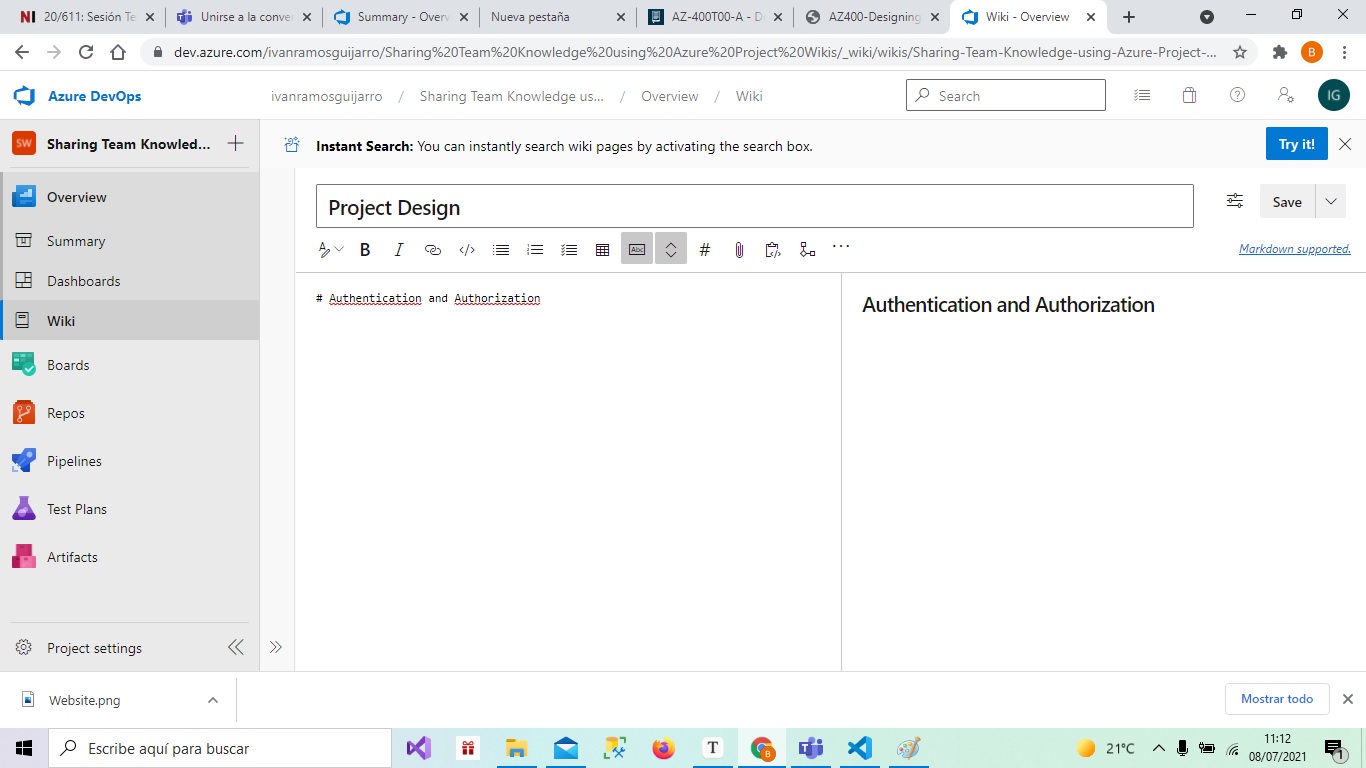 20/611: Sesión Te
Unirse a la conver
Summary - Overv
Nueva pestaña
AZ-400T00-A - D
AZ400-Designing
Wiki - Overview
dev.azure.com/ivanramosguijarro/Sharing%20Team%20Knowledge%20using%20Azure%20Project%20Wikis/_wiki/wikis/Sharing-Team-Knowledge-using-Azure-Project-...
B
Azure DevOps
ivanramosguijarro / Sharing Team Knowledge us... / Overview / Wiki
Search
IG
SW
Sharing Team Knowled...
Instant Search: You can instantly search wiki pages by activating the search box.
Try it!
Overview
Summary
Dashboards
Wiki
Boards
Repos
Pipelines
Test Plans
Artifacts
Project settings
Project Design
Save
B I </> Abc # ...
Markdown supported.
# Authentication and Authorization
Authentication and Authorization
Website.png
Mostrar todo
Escribe aquí para buscar
T
B
21°C
11:12
08/07/2021
1